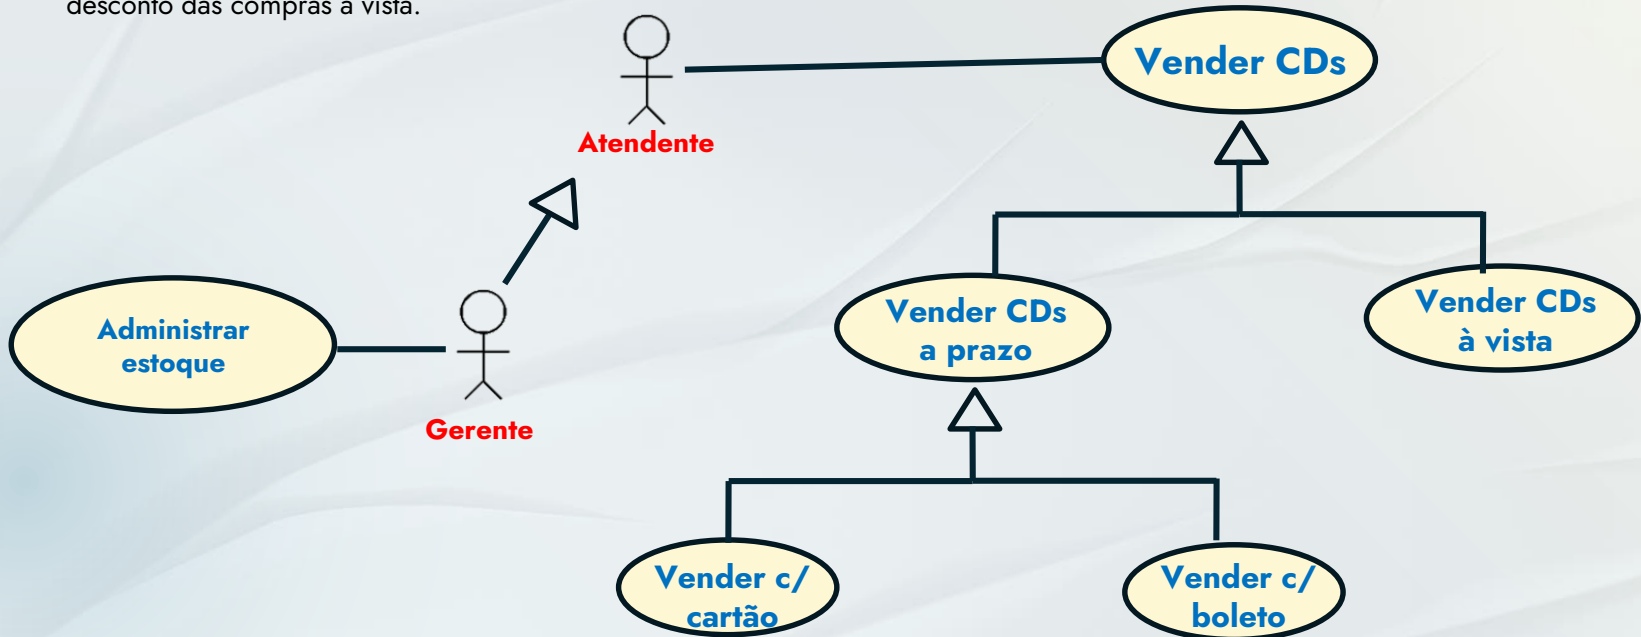 desconto das compras à vista.
Vender CDs
Atendente
Vender CDs
a prazo
Vender CDs
à vista
Administrar
estoque
Gerente
Vender c/
cartão
Vender c/
boleto